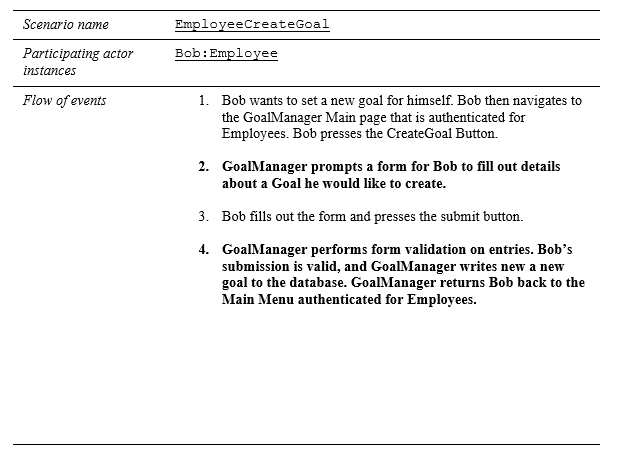 Scenario name EmployeeCreateGoal
Participating actor Bob:Employee
instances
Flow of events 1. Bob wants to set a new goal for himself. Bob then navigates to
the GoalManager Main page that is authenticated for
Employees. Bob presses the CreateGoal Button.
2. GoalManager prompts a form for Bob to fill out details
about a Goal he would like to create.
3. Bob fills out the form and presses the submit button.
4. GoalManager performs form validation on entries. Bob’s
submission is valid, and GoalManager writes new a new
goal to the database. GoalManager returns Bob back to the
Main Menu authenticated for Employees.